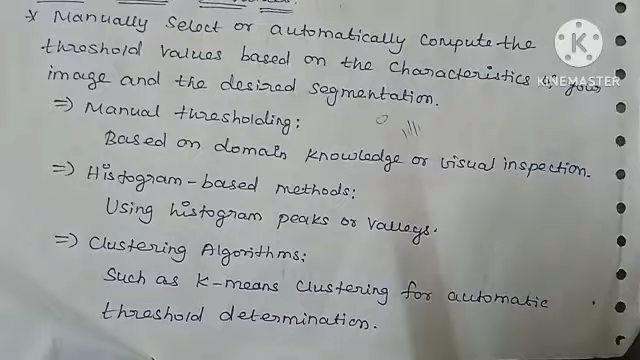 * Manually select or automatically compute the
threshold values based on the characteristics of your
image and the desired segmentation.
=> Manual thresholding:
Based on domain knowledge or visual inspection.
=> Histogram-based methods:
Using histogram peaks or valleys.
=> Clustering Algorithms:
Such as K-means clustering for automatic
threshold determination.
KINEMASTER